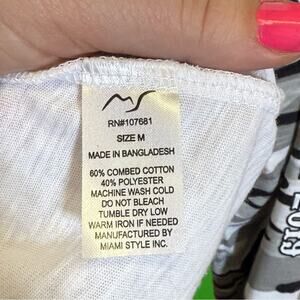 RN#107681
SIZE M
MADE IN BANGLADESH
60% COMBED COTTON
40% POLYESTER
MACHINE WASH COLD
DO NOT BLEACH
TUMBLE DRY LOW
WARM IRON IF NEEDED
MANUFACTURED BY
MIAMI STYLE INC.